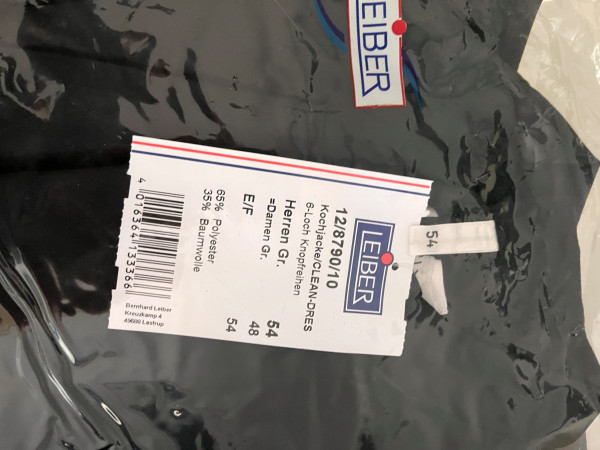 LEIBER
54
LEIBER
12/8790/10
Kochjacke/CLEAN-DRES
6-Loch Knopfreihen
Herren Gr. 54
=Damen Gr. 48
E/F 54
65% Polyester
35% Baumwolle
4 016364 133366
Bernhard Leiber
Kreuzkamp 4
49688 Lastrup